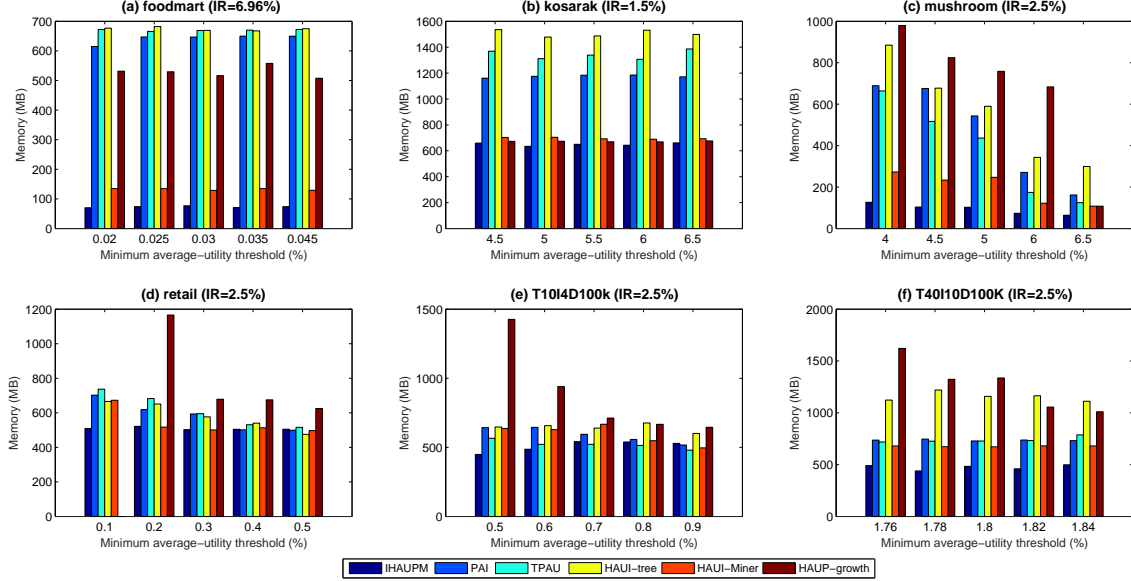 (a) foodmart (IR=6.96%)
Memory (MB)
700
600
500
400
300
200
100
0
0.02 0.025 0.03 0.035 0.045
Minimum average−utility threshold (%)
(b) kosarak (IR=1.5%)
Memory (MB)
1600
1400
1200
1000
800
600
400
200
0
4.5 5 5.5 6 6.5
Minimum average−utility threshold (%)
(c) mushroom (IR=2.5%)
Memory (MB)
1000
800
600
400
200
0
4 4.5 5 6 6.5
Minimum average−utility threshold (%)
(d) retail (IR=2.5%)
Memory (MB)
1200
1000
800
600
400
200
0
0.1 0.2 0.3 0.4 0.5
Minimum average−utility threshold (%)
(e) T10I4D100k (IR=2.5%)
Memory (MB)
1500
1000
500
0
0.5 0.6 0.7 0.8 0.9
Minimum average−utility threshold (%)
(f) T40I10D100K (IR=2.5%)
Memory (MB)
2000
1500
1000
500
0
1.76 1.78 1.8 1.82 1.84
Minimum average−utility threshold (%)
IHAUPM PAI TPAU HAUI−tree HAUI−Miner HAUP−growth